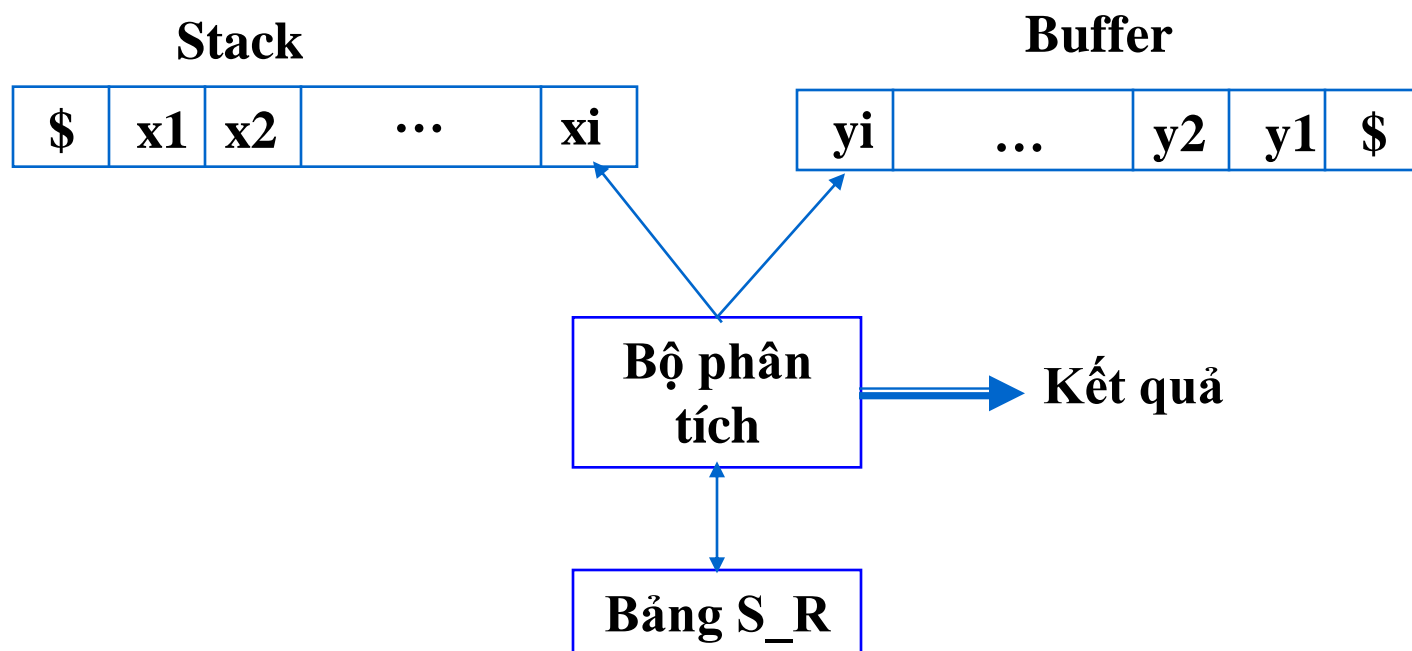 Stack
Buffer
$ x1 x2 ... xi
yi ... y2 y1 $
Bộ phân
tích
Kết quả
Bảng S_R